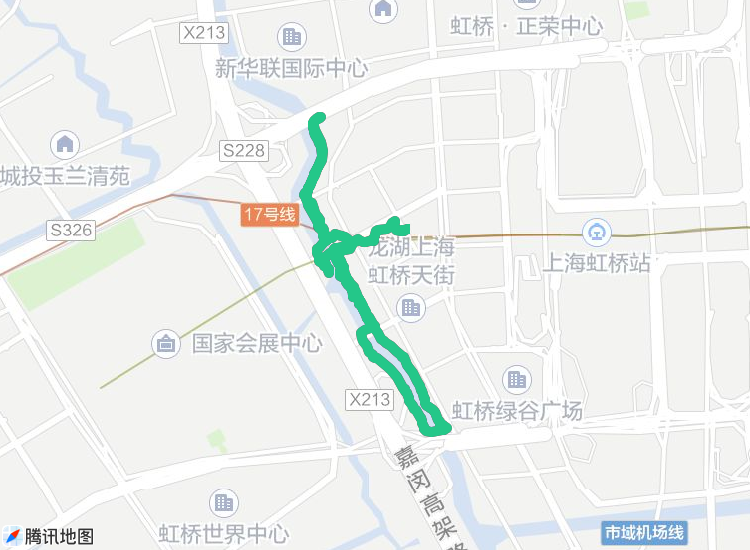 X213
虹桥·正荣中心
新华联国际中心
S228
城投玉兰清苑
17号线
S326
龙湖上海
虹桥天街
上海虹桥站
国家会展中心
X213
虹桥绿谷广场
嘉闵高架路
虹桥世界中心
市域机场线
腾讯地图